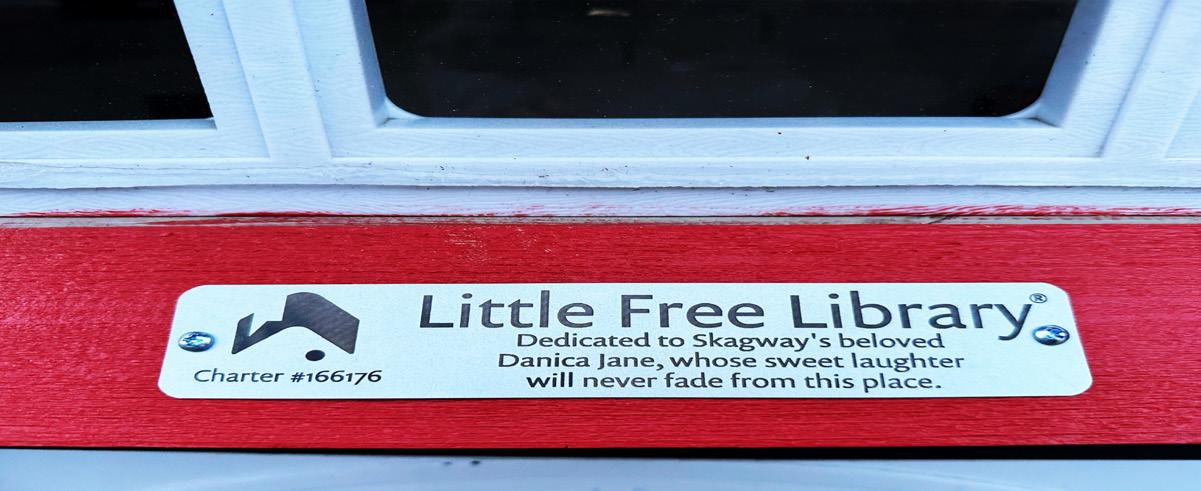 Little Free Library®
Dedicated to Skagway's beloved
Danica Jane, whose sweet laughter
will never fade from this place.
Charter #166176